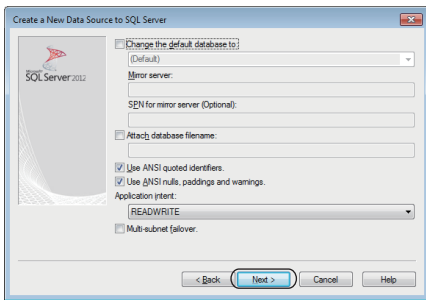 Create a New Data Source to SQL Server
Microsoft
SQL Server 2012
Change the default database to:
(Default)
Mirror server:
SPN for mirror server (Optional):
Attach database filename:
Use ANSI quoted identifiers.
Use ANSI nulls, paddings and warnings.
Application intent:
READWRITE
Multi-subnet failover.
< Back Next > Cancel Help